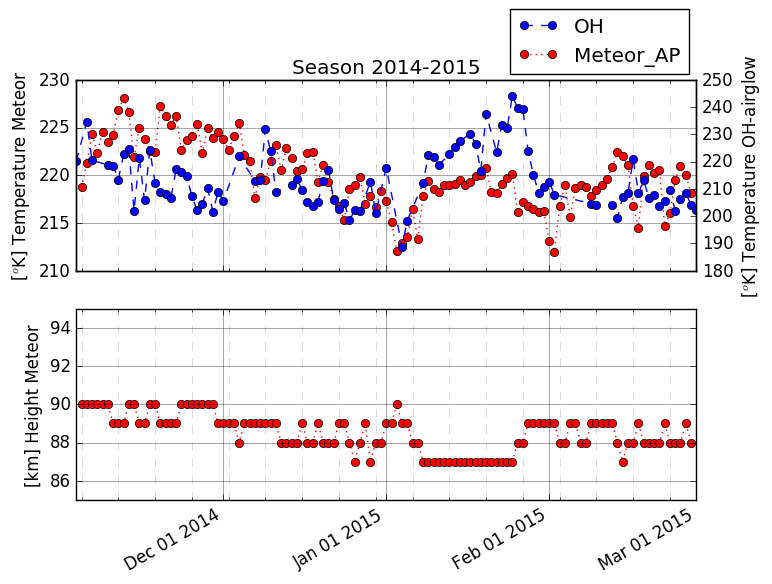 OH
Meteor_AP
Season 2014-2015
[°K] Temperature Meteor
230
225
220
215
210
250
240
230
220
210
200
190
180
[°K] Temperature OH-airglow
[km] Height Meteor
94
92
90
88
86
Dec 01 2014
Jan 01 2015
Feb 01 2015
Mar 01 2015